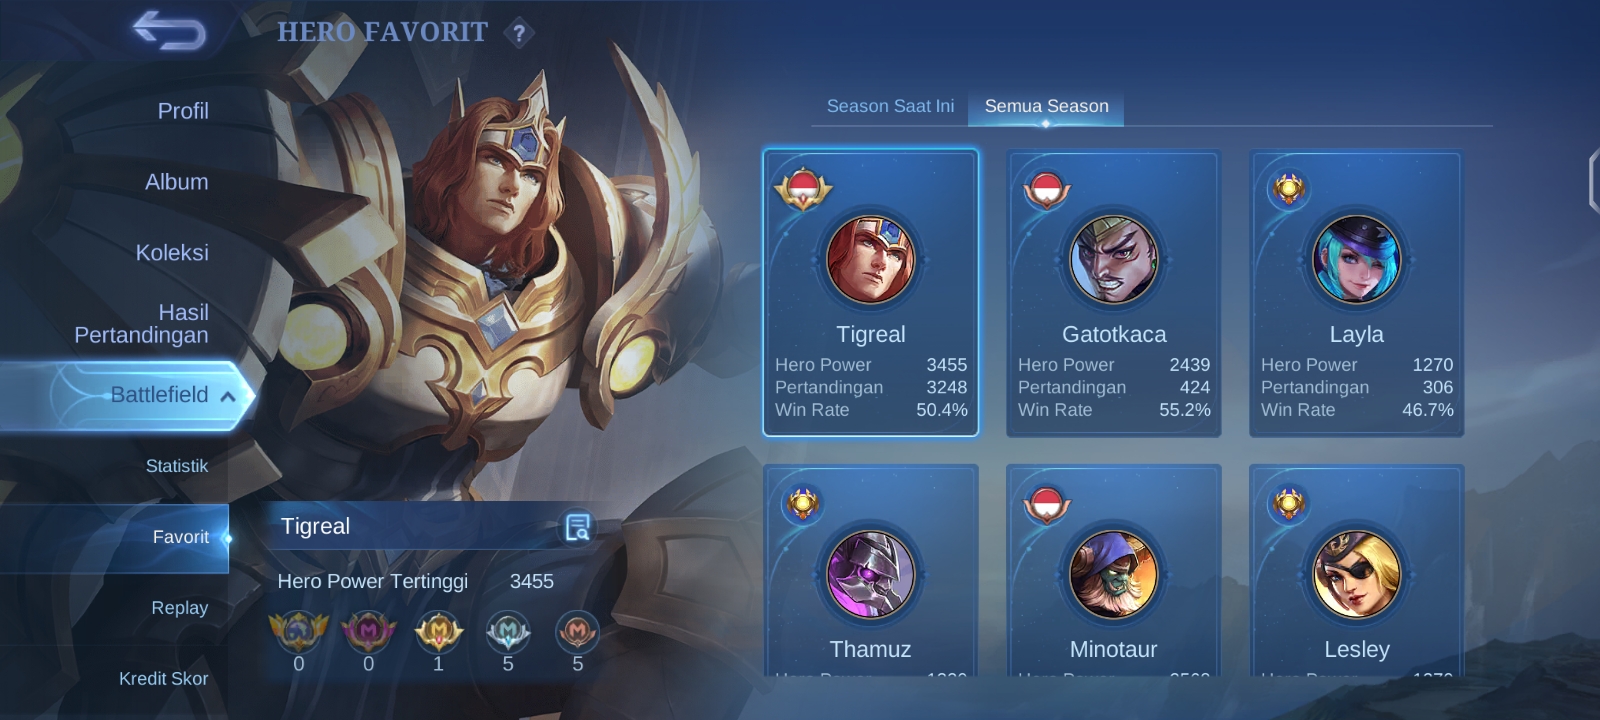 HERO FAVORIT ?
Profil
Album
Koleksi
Hasil
Pertandingan
Battlefield
Statistik
Favorit
Replay
Kredit Skor
Tigreal
Hero Power Tertinggi 3455
0 0 1 5 5
Season Saat Ini Semua Season
Tigreal
Hero Power 3455
Pertandingan 3248
Win Rate 50.4%
Gatotkaca
Hero Power 2439
Pertandingan 424
Win Rate 55.2%
Layla
Hero Power 1270
Pertandingan 306
Win Rate 46.7%
Thamuz
Minotaur
Lesley